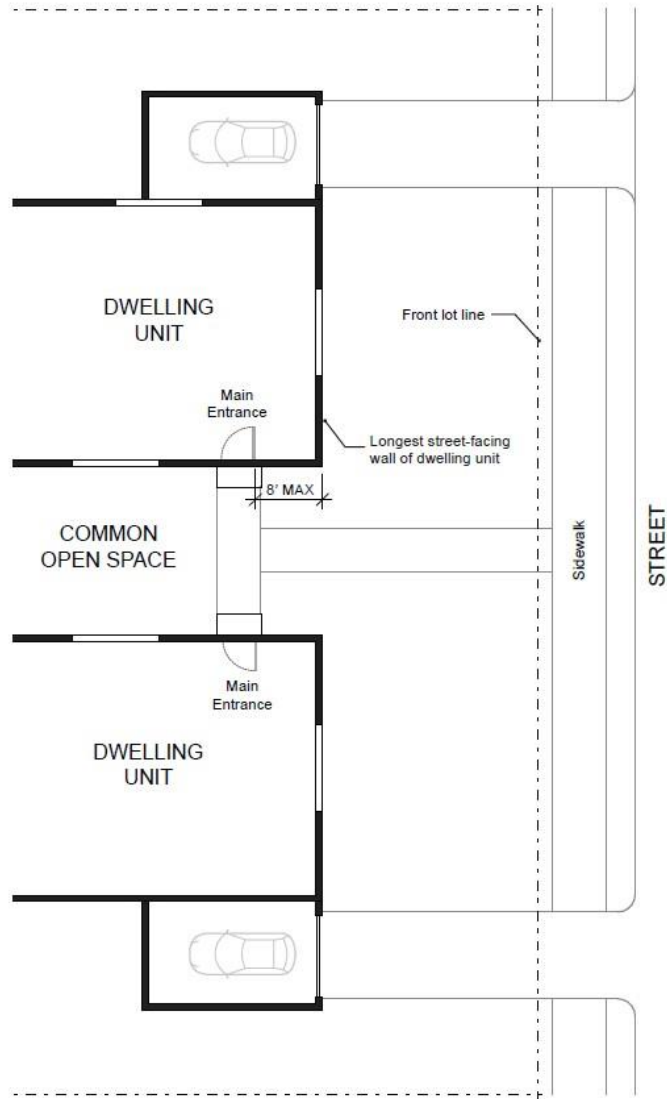 DWELLING
UNIT
Front lot line
Main
Entrance
Longest street-facing
wall of dwelling unit
8' MAX
COMMON
OPEN SPACE
Sidewalk
STREET
Main
Entrance
DWELLING
UNIT